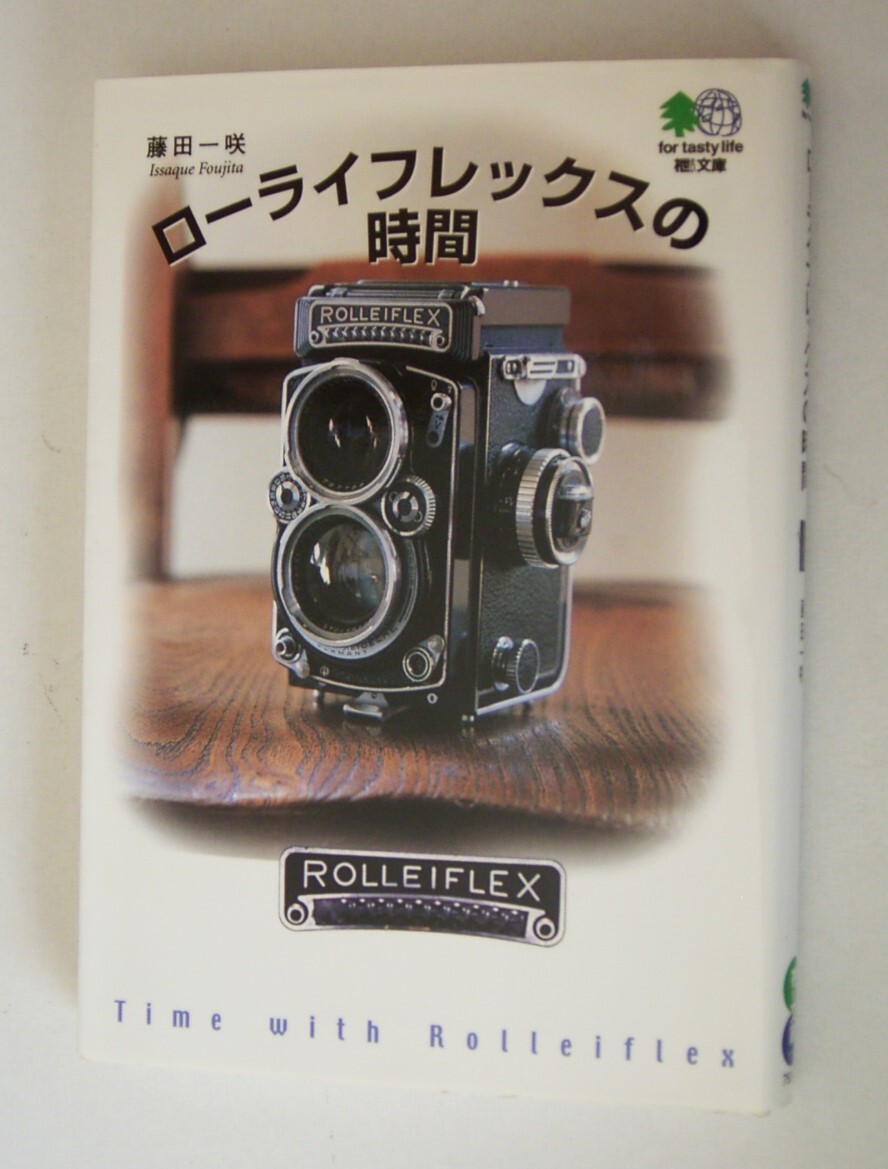 藤田一咲
Issaque Foujita
for tasty life
枻文庫
ローライフレックスの
時間
ROLLEIFLEX
ROLLEIFLEX
Time with Rolleiflex